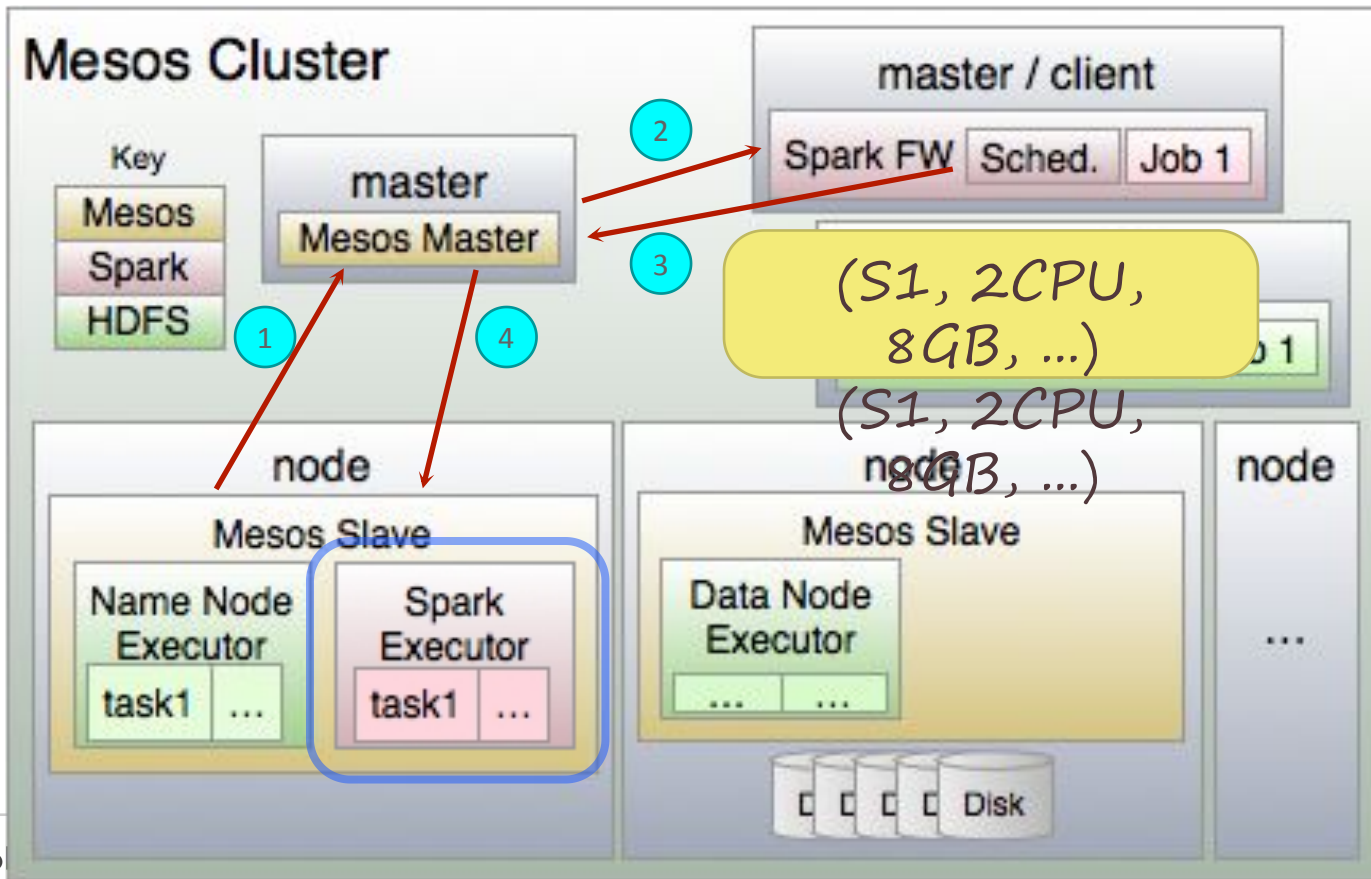 Mesos Cluster
Key
Mesos
Spark
HDFS
master
Mesos Master
1
2
3
4
master / client
Spark FW
Sched.
Job 1
(S1, 2CPU,
8GB, ...)
(S1, 2CPU,
8GB, ...)
1
node
Mesos Slave
Name Node
Executor
task1
...
Spark
Executor
task1
...
node
Mesos Slave
Data Node
Executor
...
...
D
D
D
D
Disk
node
...